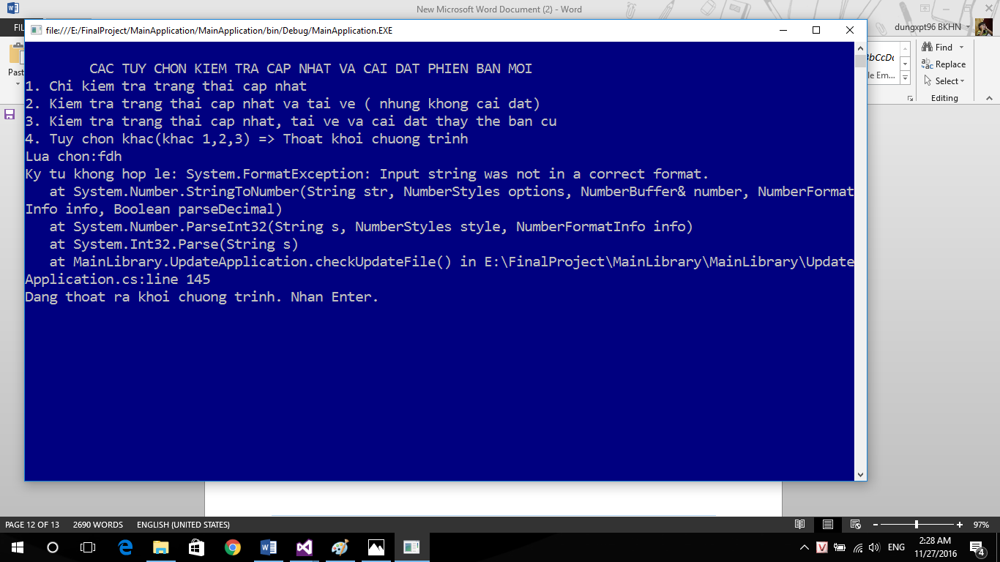 New Microsoft Word Document (2) - Word
FI
dungxpt96 BKHN
file:///E:/FinalProject/MainApplication/MainApplication/bin/Debug/MainApplication.EXE
Past
bCcD
le Em...
Find
Replace
Select
Editing
CAC TUY CHON KIEM TRA CAP NHAT VA CAI DAT PHIEN BAN MOI
1. Chi kiem tra trang thai cap nhat
2. Kiem tra trang thai cap nhat va tai ve ( nhung khong cai dat)
3. Kiem tra trang thai cap nhat, tai ve va cai dat thay the ban cu
4. Tuy chon khac(khac 1,2,3) => Thoat khoi chuong trinh
Lua chon:fdh
Ky tu khong hop le: System.FormatException: Input string was not in a correct format.
at System.Number.StringToNumber(String str, NumberStyles options, NumberBuffer& number, NumberFormat
Info info, Boolean parseDecimal)
at System.Number.ParseInt32(String s, NumberStyles style, NumberFormatInfo info)
at System.Int32.Parse(String s)
at MainLibrary.UpdateApplication.checkUpdateFile() in E:\FinalProject\MainLibrary\MainLibrary\Update
Application.cs:line 145
Dang thoat ra khoi chuong trinh. Nhan Enter.
PAGE 12 OF 13 2690 WORDS ENGLISH (UNITED STATES) 97%
ENG
2:28 AM
11/27/2016
4